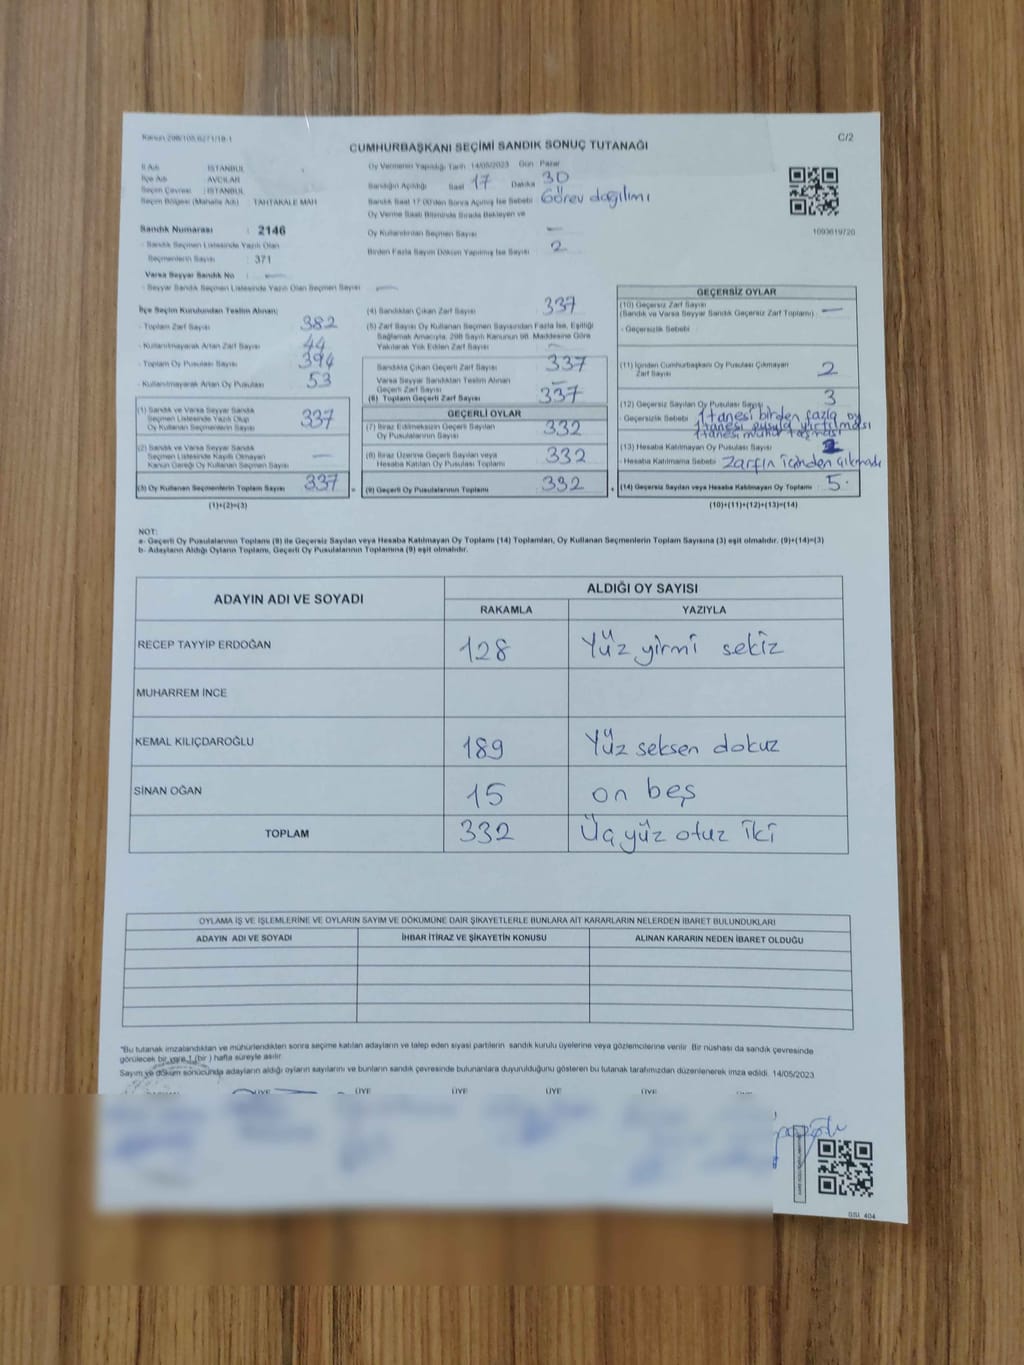 Kanun 298/105,6271/18-1
C/2
CUMHURBAŞKANI SEÇİMİ SANDIK SONUÇ TUTANAĞI
İl Adı : İSTANBUL
İlçe Adı : AVCILAR
Seçim Çevresi : İSTANBUL
Seçim Bölgesi (Mahalle Adı) : TAHTAKALE MAH
Sandık Numarası : 2146
- Sandık Seçmen Listesinde Yazılı Olan
Seçmenlerin Sayısı : 371
Varsa Seyyar Sandık No : —
- Seyyar Sandık Seçmen Listesinde Yazılı Olan Seçmen Sayısı : —
Oy Vermenin Yapıldığı Tarih : 14/05/2023 Gün : Pazar
Sandığın Açıldığı Saat 17 Dakika 30
Sandık Saat 17:00'den Sonra Açılmış İse Sebebi : Görev dağılımı
Oy Verme Saati Bitiminde Sırada Bekleyen ve
Oy Kullandırılan Seçmen Sayısı : —
Birden Fazla Sayım Döküm Yapılmış İse Sayısı : 2
1093619720
İlçe Seçim Kurulundan Teslim Alınan;
- Toplam Zarf Sayısı : 382
- Kullanılmayarak Artan Zarf Sayısı : 44
- Toplam Oy Pusulası Sayısı : 394
- Kullanılmayarak Artan Oy Pusulası : 53
(1) Sandık ve Varsa Seyyar Sandık
Seçmen Listesinde Yazılı Olup
Oy Kullanan Seçmenlerin Sayısı : 337
(2) Sandık ve Varsa Seyyar Sandık
Seçmen Listesinde Kayıtlı Olmayan
Kanun Gereği Oy Kullanan Seçmen Sayısı : —
(3) Oy Kullanan Seçmenlerin Toplam Sayısı : 337
(1)+(2)=(3)
(4) Sandıktan Çıkan Zarf Sayısı : 337
(5) Zarf Sayısı Oy Kullanan Seçmen Sayısından Fazla İse, Eşitliği
Sağlamak Amacıyla, 298 Sayılı Kanunun 98. Maddesine Göre
Yakılarak Yok Edilen Zarf Sayısı : —
Sandıkta Çıkan Geçerli Zarf Sayısı : 337
Varsa Seyyar Sandıktan Teslim Alınan
Geçerli Zarf Sayısı : —
(6) Toplam Geçerli Zarf Sayısı : 337
GEÇERLİ OYLAR
(7) İtiraz Edilmeksizin Geçerli Sayılan
Oy Pusulalarının Sayısı : 332
(8) İtiraz Üzerine Geçerli Sayılan veya
Hesaba Katılan Oy Pusulası Toplamı : 332
(9) Geçerli Oy Pusulalarının Toplamı : 332
GEÇERSİZ OYLAR
(10) Geçersiz Zarf Sayısı
(Sandık ve Varsa Seyyar Sandık Geçersiz Zarf Toplamı) : —
- Geçersizlik Sebebi :
(11) İçinden Cumhurbaşkanı Oy Pusulası Çıkmayan
Zarf Sayısı : 2
(12) Geçersiz Sayılan Oy Pusulası Sayısı : 3
Geçersizlik Sebebi : 1 tanesi birden fazla oy
1 tanesi pusula yırtılması
1 tanesi mühür taşması
(13) Hesaba Katılmayan Oy Pusulası Sayısı : 2
- Hesaba Katılmama Sebebi : Zarfın içinden çıkmadı
(14) Geçersiz Sayılan veya Hesaba Katılmayan Oy Toplamı : 5
(10)+(11)+(12)+(13)=(14)
NOT:
a- Geçerli Oy Pusulalarının Toplamı (9) ile Geçersiz Sayılan veya Hesaba Katılmayan Oy Toplamı (14) Toplamları, Oy Kullanan Seçmenlerin Toplam Sayısına (3) eşit olmalıdır. (9)+(14)=(3)
b- Adayların Aldığı Oyların Toplamı, Geçerli Oy Pusulalarının Toplamına (9) eşit olmalıdır.
ADAYIN ADI VE SOYADI ALDIĞI OY SAYISI
RAKAMLA YAZIYLA
RECEP TAYYİP ERDOĞAN 128 Yüz yirmi sekiz
MUHARREM İNCE
KEMAL KILIÇDAROĞLU 189 Yüz seksen dokuz
SİNAN OĞAN 15 on beş
TOPLAM 332 Üç yüz otuz iki
OYLAMA İŞ VE İŞLEMLERİNE VE OYLARIN SAYIM VE DÖKÜMÜNE DAİR ŞİKAYETLERLE BUNLARA AİT KARARLARIN NELERDEN İBARET BULUNDUKLARI
ADAYIN ADI VE SOYADI İHBAR İTİRAZ VE ŞİKAYETİN KONUSU ALINAN KARARIN NEDEN İBARET OLDUĞU
*Bu tutanak imzalandıktan ve mühürlendikten sonra seçime katılan adayların ve talep eden siyasi partilerin sandık kurulu üyelerine veya gözlemcilerine verilir. Bir nüshası da sandık çevresinde
görülecek bir yere 1 (bir) hafta süreyle asılır.
Sayım ve döküm sonucunda adayların aldığı oyların sayılarını ve bunların sandık çevresinde bulunanlara duyurulduğunu gösteren bu tutanak tarafımızdan düzenlenerek imza edildi. 14/05/2023
ÜYE ÜYE ÜYE ÜYE ÜYE
GSI_404